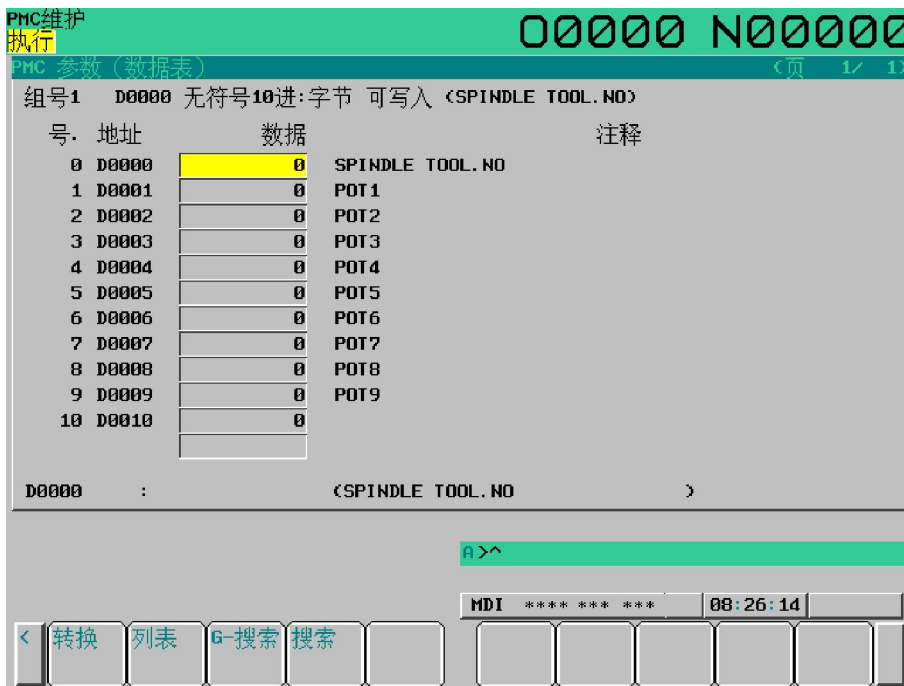 PMC维护
执行
O0000 N00000
PMC 参数 (数据表) (页 1/ 1)
组号1 D0000 无符号10进:字节 可写入 (SPINDLE TOOL.NO)
号. 地址 数据 注释
0 D0000 0 SPINDLE TOOL.NO
1 D0001 0 POT1
2 D0002 0 POT2
3 D0003 0 POT3
4 D0004 0 POT4
5 D0005 0 POT5
6 D0006 0 POT6
7 D0007 0 POT7
8 D0008 0 POT8
9 D0009 0 POT9
10 D0010 0
D0000 : (SPINDLE TOOL.NO )
A>^
MDI **** *** *** 08:26:14
< 转换 列表 G-搜索 搜索